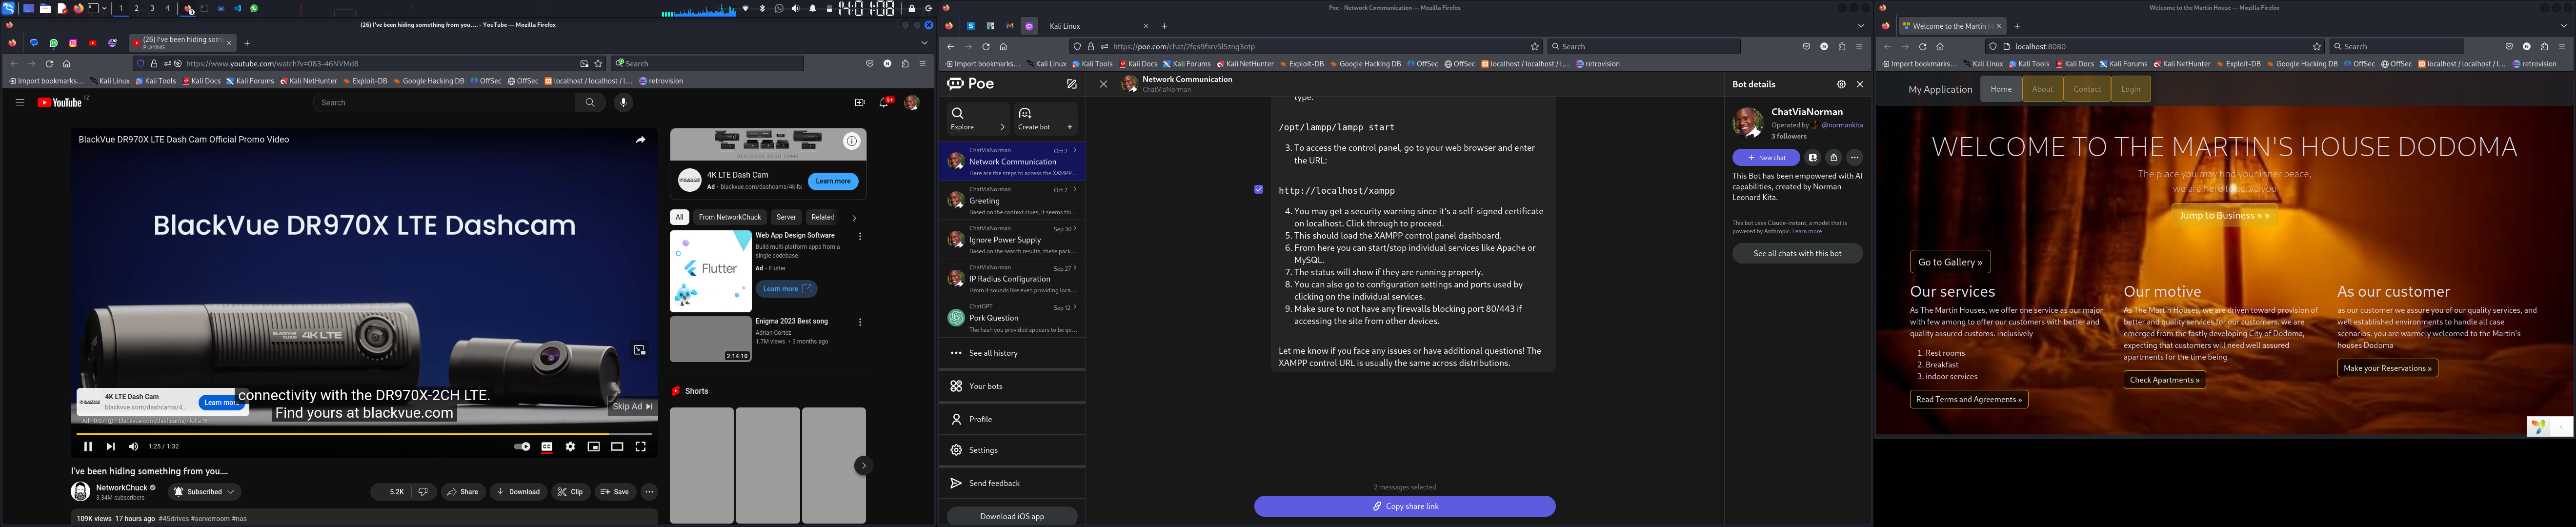 1 2 3 4
14:01:08
(26) I've been hiding something from you.... - YouTube — Mozilla Firefox
(26) I've been hiding som
PLAYING
https://www.youtube.com/watch?v=083-46NVMd8
Search
Import bookmarks... Kali Linux Kali Tools Kali Docs Kali Forums Kali NetHunter Exploit-DB Google Hacking DB OffSec OffSec localhost / localhost / l... retrovision
YouTube TZ
Search
9+
BlackVue DR970X LTE Dash Cam Official Promo Video
BlackVue DR970X LTE Dashcam
4K LTE
4K LTE Dash Cam
blackvue.com/dashcams/4...
Learn more
connectivity with the DR970X-2CH LTE.
Find yours at blackvue.com
Skip Ad
Ad · 0:07 blackvue.com/dashcams/4k-lte
1:25 / 1:32
I've been hiding something from you....
NetworkChuck
3.34M subscribers
Subscribed
5.2K
Share
Download
Clip
Save
109K views 17 hours ago #45drives #serverroom #nas
BLACKVUE DASH CAMS
4K LTE Dash Cam
Ad · blackvue.com/dashcams/4k-lte
Learn more
All
From NetworkChuck
Server
Related
Web App Design Software
Build multi-platform apps from a
single codebase.
Ad · Flutter
Learn more
Flutter
Enigma 2023 Best song
Adrian Cortez
1.7M views • 3 months ago
2:14:10
Shorts
Poe - Network Communication — Mozilla Firefox
Kali Linux
https://poe.com/chat/2fqs9fsrv5l5zng3otp
Search
Import bookmarks... Kali Linux Kali Tools Kali Docs Kali Forums Kali NetHunter Exploit-DB Google Hacking DB OffSec OffSec localhost / localhost / l... retrovision
Poe
Explore
Create bot
ChatViaNorman Oct 2
Network Communication
Here are the steps to access the XAMPP...
ChatViaNorman Oct 2
Greeting
Based on the context clues, it seems thi...
ChatViaNorman Sep 30
Ignore Power Supply
Based on the search results, these pack...
ChatViaNorman Sep 27
IP Radius Configuration
Hmm it sounds like even providing loca...
ChatGPT Sep 12
Pork Question
The hash you provided appears to be ge...
See all history
Your bots
Profile
Settings
Send feedback
Download iOS app
Network Communication
ChatViaNorman
type:
/opt/lampp/lampp start
3. To access the control panel, go to your web browser and enter
the URL:
http://localhost/xampp
4. You may get a security warning since it's a self-signed certificate
on localhost. Click through to proceed.
5. This should load the XAMPP control panel dashboard.
6. From here you can start/stop individual services like Apache or
MySQL.
7. The status will show if they are running properly.
8. You can also go to configuration settings and ports used by
clicking on the individual services.
9. Make sure to not have any firewalls blocking port 80/443 if
accessing the site from other devices.
Let me know if you face any issues or have additional questions! The
XAMPP control URL is usually the same across distributions.
2 messages selected
Copy share link
Bot details
ChatViaNorman
Operated by @normankita
3 followers
New chat
This Bot has been empowered with AI
capabilities, created by Norman
Leonard Kita.
This bot uses Claude-instant, a model that is
powered by Anthropic. Learn more
See all chats with this bot
Welcome to the Martin House — Mozilla Firefox
Welcome to the Martin H
localhost:8080
Search
Import bookmarks... Kali Linux Kali Tools Kali Docs Kali Forums Kali NetHunter Exploit-DB Google Hacking DB OffSec OffSec localhost / localhost / l... retrovision
My Application
Home
About
Contact
Login
WELCOME TO THE MARTIN'S HOUSE DODOMA
The place you may find your inner peace,
we are here to serve you
Jump to Business » »
Go to Gallery »
Our services
As The Martin Houses, we offer one service as our major
with few among to offer our customers with better and
quality assured customs. inclusively
1. Rest rooms
2. Breakfast
3. indoor services
Read Terms and Agreements »
Our motive
As The Martin Houses, we are driven toward provision of
better and quality services for our customers. we are
emerged from the fastly developing City of Dodoma,
expecting that customers will need well assured
apartments for the time being
Check Apartments »
As our customer
as our customer we assure you of our quality services, and
well established environments to handle all case
scenarios. you are warmely welcomed to the Martin's
houses Dodoma
Make your Reservations »